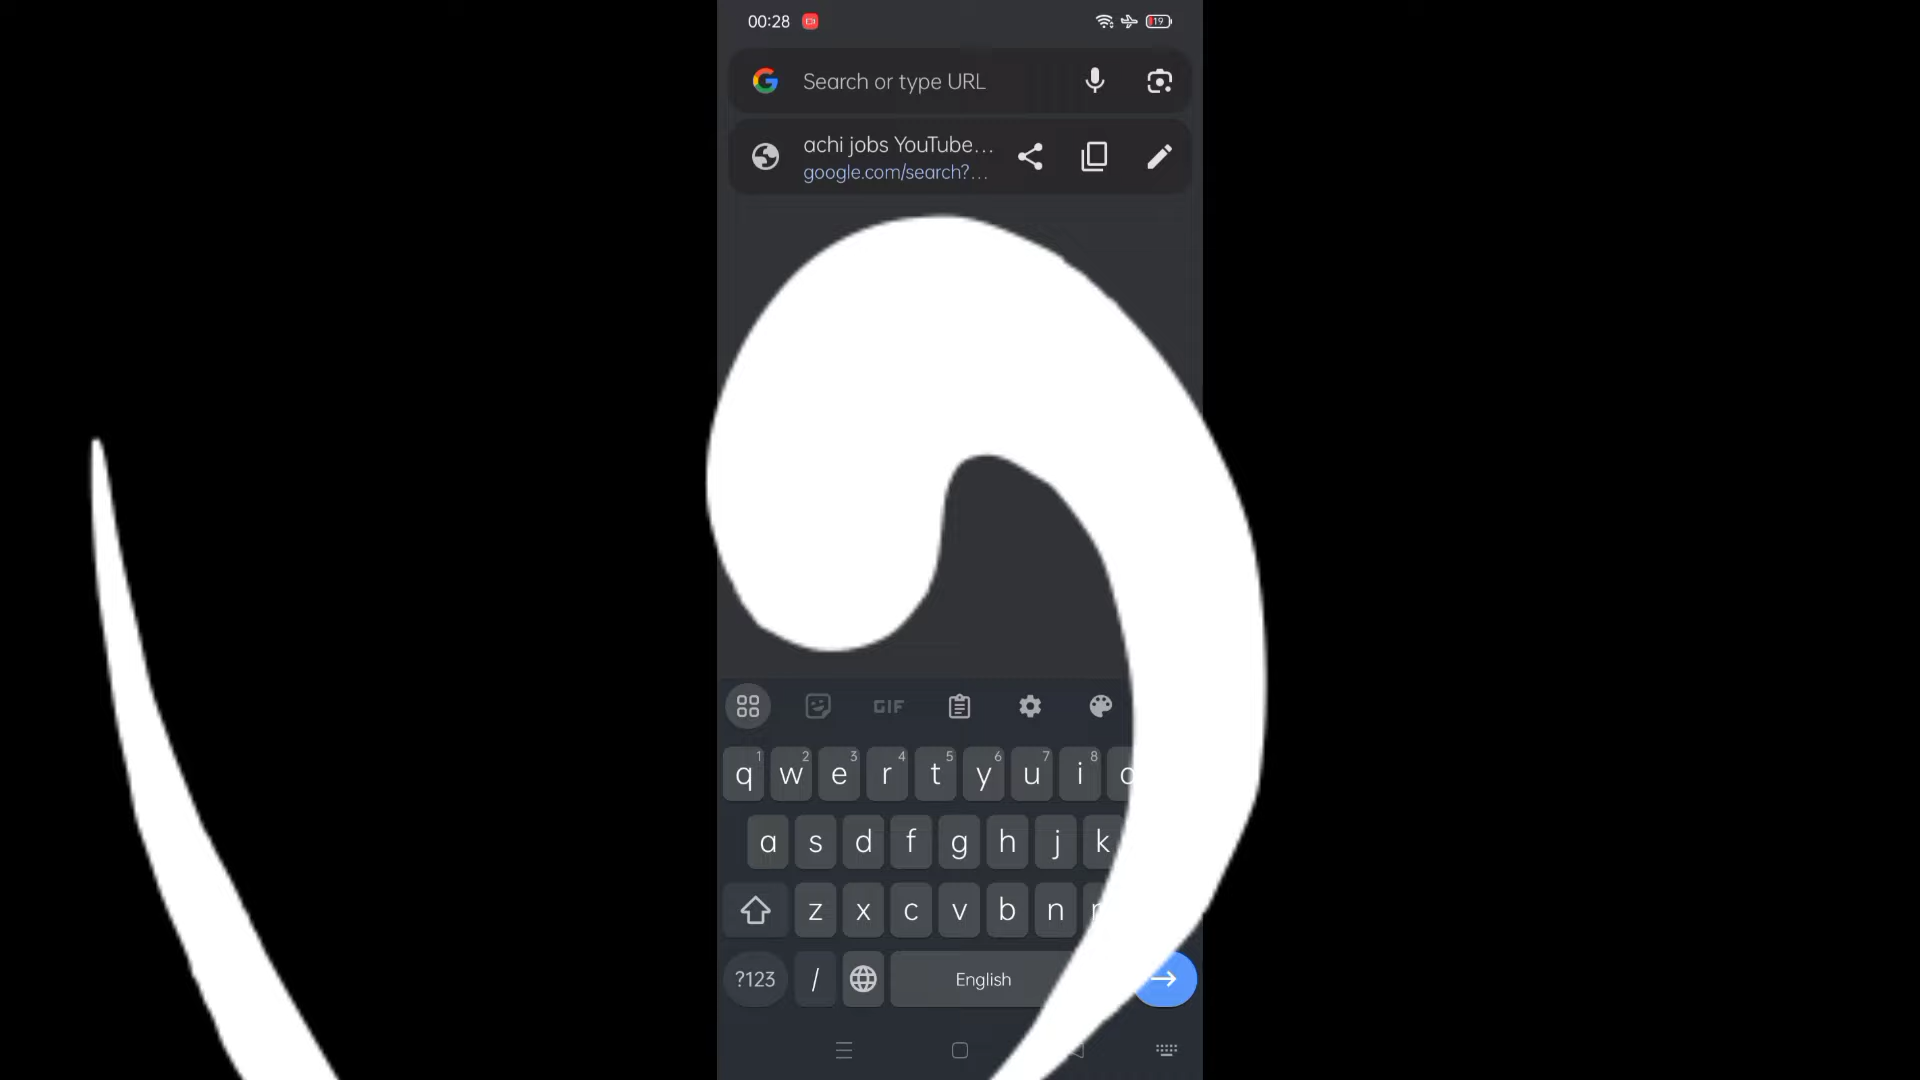 00:28
19
Search or type URL
achi jobs YouTube...
google.com/search?...
GIF
1 2 3 4 5 6 7 8
q w e r t y u i
a s d f g h j k
z x c v b n
?123 / English